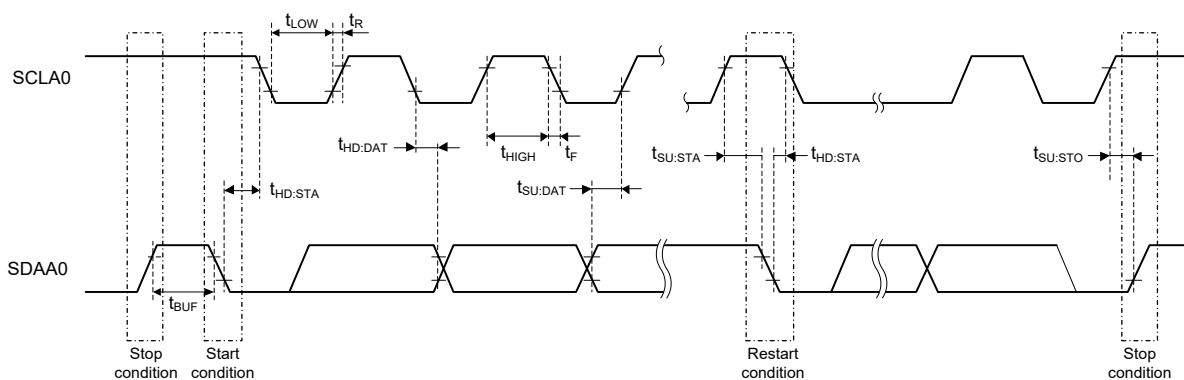 tLOW
tR
SCLA0
tHD:DAT
tHIGH
tF
tSU:STA
tHD:STA
tSU:STO
tHD:STA
tSU:DAT
SDAA0
tBUF
Stop
condition
Start
condition
Restart
condition
Stop
condition